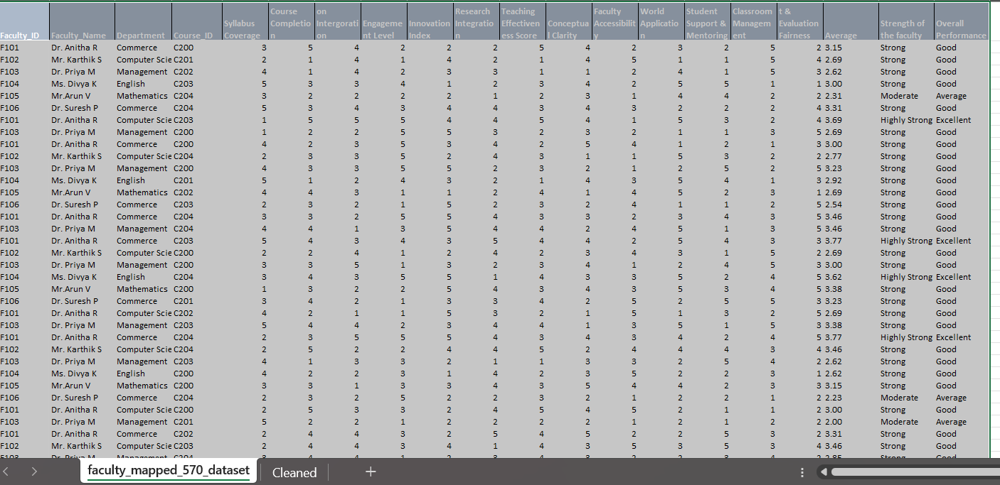 Faculty_ID Faculty_Name Department Course_ID Syllabus Coverage Course Completion on Intergoration Engagement Level Innovation Index Research Integration Teaching Effectiveness Score Conceptual Clarity Faculty Accessibility World Application Student Support & Mentoring Classroom Management t & Evaluation Fairness Average Strength of the faculty Overall Performance
F101 Dr. Anitha R Commerce C200 3 5 4 2 2 2 5 4 2 3 2 5 2 3.15 Strong Good
F102 Mr. Karthik S Computer Scie C201 2 1 4 1 4 2 1 4 5 1 1 5 4 2.69 Strong Good
F103 Dr. Priya M Management C202 4 1 4 2 3 3 1 1 2 4 1 5 3 2.62 Strong Good
F104 Ms. Divya K English C203 5 3 3 4 1 2 3 4 2 5 5 1 1 3.00 Strong Good
F105 Mr.Arun V Mathematics C204 3 2 2 2 2 1 2 3 1 4 4 2 2 2.31 Moderate Average
F106 Dr. Suresh P Commerce C204 5 3 4 3 4 4 3 4 3 2 2 2 4 3.31 Strong Good
F101 Dr. Anitha R Computer Scie C203 1 5 5 5 4 4 5 4 1 5 3 2 4 3.69 Highly Strong Excellent
F103 Dr. Priya M Management C200 1 2 2 5 5 3 2 3 2 1 1 3 5 2.69 Strong Good
F101 Dr. Anitha R Commerce C200 4 2 3 5 3 4 2 5 4 1 2 1 3 3.00 Strong Good
F102 Mr. Karthik S Computer Scie C204 2 3 3 5 2 4 3 1 1 5 3 2 2 2.77 Strong Good
F103 Dr. Priya M Management C200 4 3 3 5 5 2 3 2 1 2 5 2 5 3.23 Strong Good
F104 Ms. Divya K English C201 5 1 2 4 3 2 1 4 3 5 4 1 3 2.92 Strong Good
F105 Mr.Arun V Mathematics C202 4 4 3 1 1 2 4 1 4 5 2 3 1 2.69 Strong Good
F106 Dr. Suresh P Commerce C203 2 3 2 1 5 2 3 2 4 1 1 2 5 2.54 Strong Good
F101 Dr. Anitha R Commerce C204 3 3 2 5 5 4 3 3 2 3 4 3 5 3.46 Strong Good
F103 Dr. Priya M Management C204 4 4 1 3 5 4 4 2 4 5 1 3 5 3.46 Strong Good
F101 Dr. Anitha R Commerce C203 5 4 3 4 3 5 4 4 2 5 4 3 3 3.77 Highly Strong Excellent
F102 Mr. Karthik S Computer Scie C200 2 2 4 1 2 4 2 3 4 3 1 5 2 2.69 Strong Good
F103 Dr. Priya M Management C200 3 3 5 1 3 2 3 4 1 2 4 5 3 3.00 Strong Good
F104 Ms. Divya K English C204 3 4 3 5 5 1 4 3 3 5 2 4 5 3.62 Highly Strong Excellent
F105 Mr.Arun V Mathematics C200 1 3 2 2 5 4 3 4 3 5 3 4 5 3.38 Strong Good
F106 Dr. Suresh P Commerce C201 3 4 2 1 3 3 4 2 5 2 5 5 3 3.23 Strong Good
F101 Dr. Anitha R Computer Scie C202 4 2 1 1 5 3 2 1 5 1 3 2 5 2.69 Strong Good
F103 Dr. Priya M Management C203 5 4 4 2 3 4 4 1 3 5 1 5 3 3.38 Strong Good
F101 Dr. Anitha R Commerce C204 2 3 5 5 5 4 3 4 3 4 2 4 5 3.77 Highly Strong Excellent
F102 Mr. Karthik S Computer Scie C204 2 5 2 2 4 4 5 2 4 4 4 3 4 3.46 Strong Good
F103 Dr. Priya M Management C203 4 1 3 3 2 1 1 3 3 2 5 4 2 2.62 Strong Good
F104 Ms. Divya K English C200 4 2 2 3 1 4 2 3 5 2 2 3 1 2.62 Strong Good
F105 Mr.Arun V Mathematics C200 3 3 1 3 3 4 3 5 4 4 2 3 3 3.15 Strong Good
F106 Dr. Suresh P Commerce C204 2 3 2 5 2 2 3 2 1 2 2 1 2 2.23 Moderate Average
F101 Dr. Anitha R Computer Scie C200 2 5 3 3 2 4 5 4 5 2 1 1 2 3.00 Strong Good
F103 Dr. Priya M Management C201 5 2 2 1 2 2 2 2 1 2 1 2 2 2.00 Moderate Average
F101 Dr. Anitha R Commerce C202 2 4 4 3 2 5 4 5 2 2 5 3 2 3.31 Strong Good
F102 Mr. Karthik S Computer Scie C203 2 4 4 3 4 1 4 3 5 3 5 3 4 3.46 Strong Good
faculty_mapped_570_dataset Cleaned